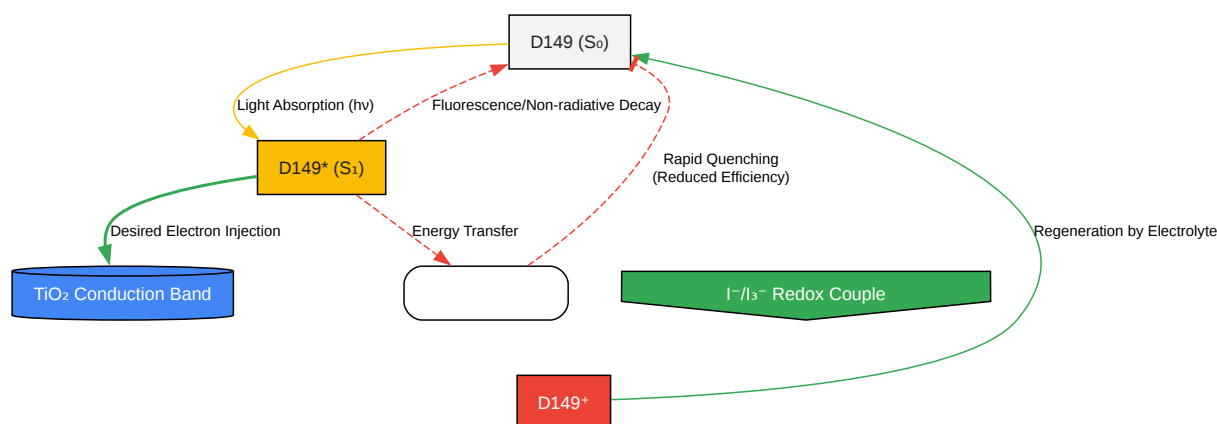 D149 (S₀)
Light Absorption (hν)
Fluorescence/Non-radiative Decay
D149* (S₁)
Rapid Quenching
(Reduced Efficiency)
Desired Electron Injection
Energy Transfer
Regeneration by Electrolyte
TiO₂ Conduction Band
I⁻/I₃⁻ Redox Couple
D149⁺